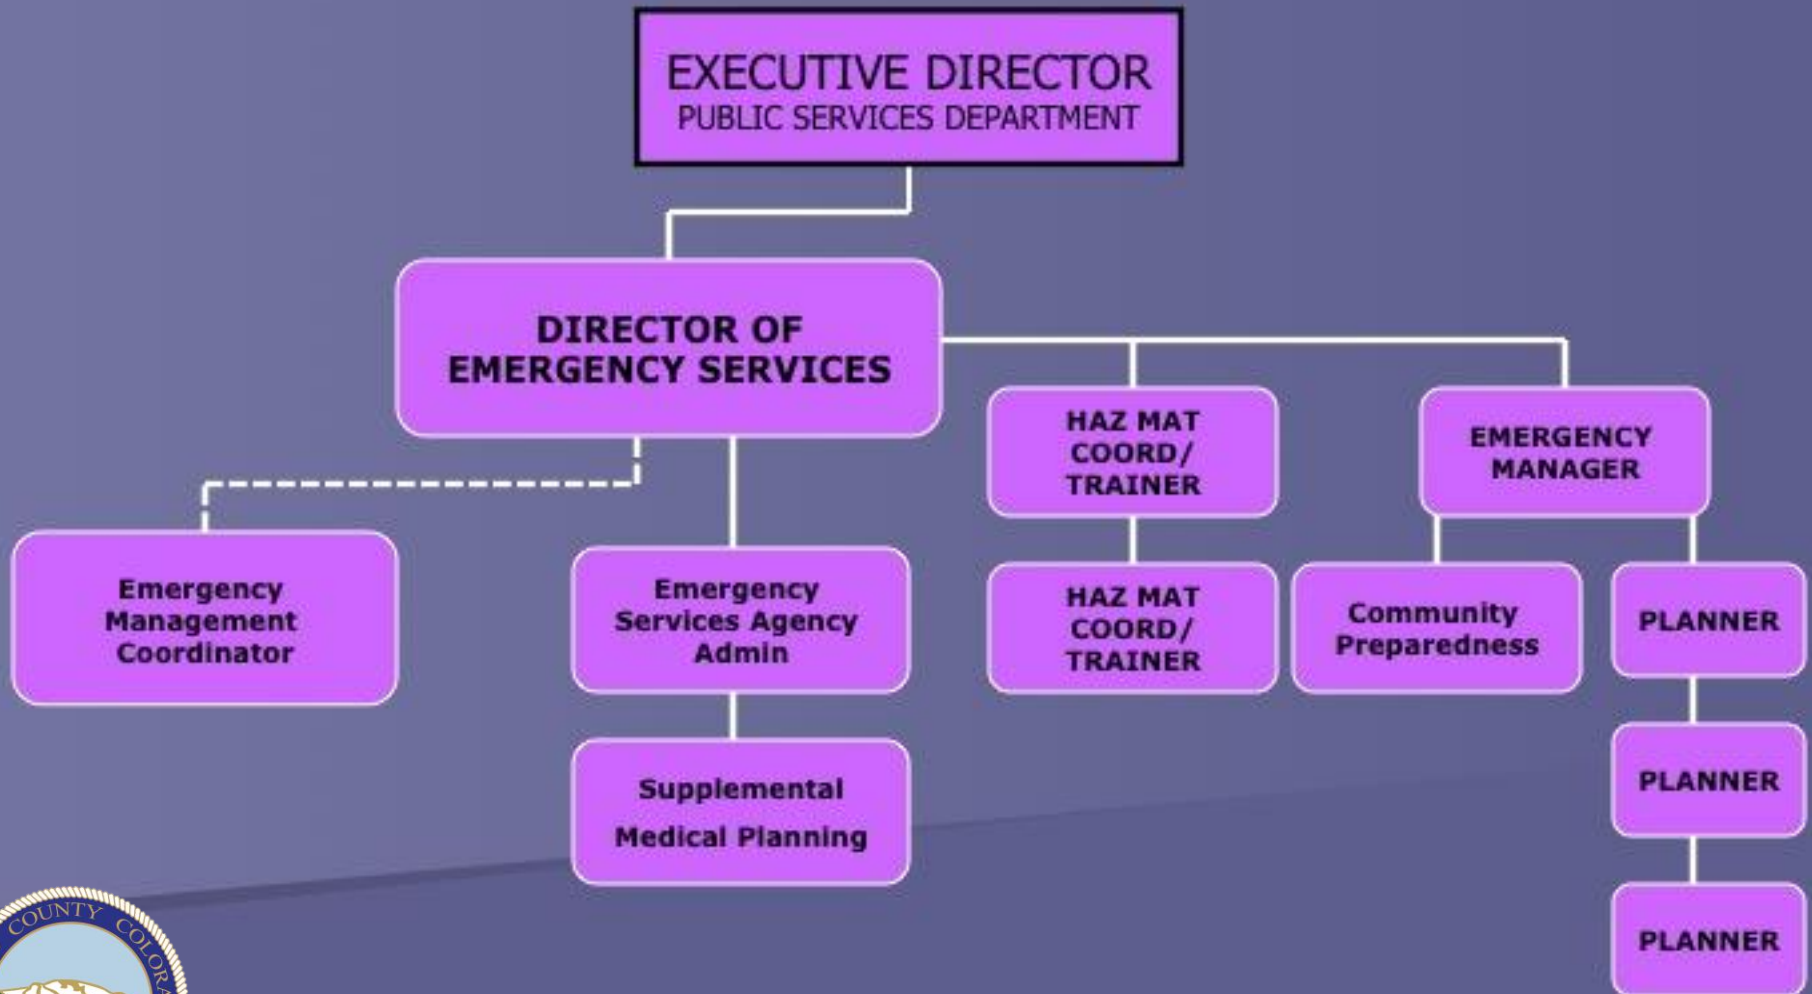 EXECUTIVE DIRECTOR
PUBLIC SERVICES DEPARTMENT
DIRECTOR OF
EMERGENCY SERVICES
HAZ MAT
COORD/
TRAINER
EMERGENCY
MANAGER
Emergency
Management
Coordinator
Emergency
Services Agency
Admin
HAZ MAT
COORD/
TRAINER
Community
Preparedness
PLANNER
Supplemental
Medical Planning
PLANNER
PLANNER
COUNTY